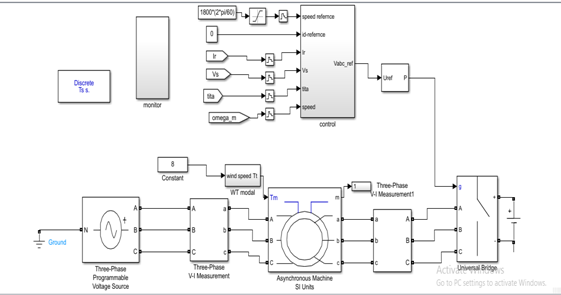 1800*(2*pi/60)
speed refernce
0
id-refernce
Ir
Ir
Vs
Vs
tita
tita
omega_m
speed
Vabc_ref
control
Uref
P
Discrete
Ts s.
monitor
8
Constant
wind speed Tt
WT modal
Tm
m
1
Three-Phase
V-I Measurement1
g
+
-
+
Ground
N
A
B
C
A
B
C
a
b
c
A
B
C
a
b
c
a
b
c
A
B
C
A
B
C
Three-Phase
Programmable
Voltage Source
Three-Phase
V-I Measurement
Asynchronous Machine
SI Units
Universal Bridge
Activate Windows
Go to PC settings to activate Windows.